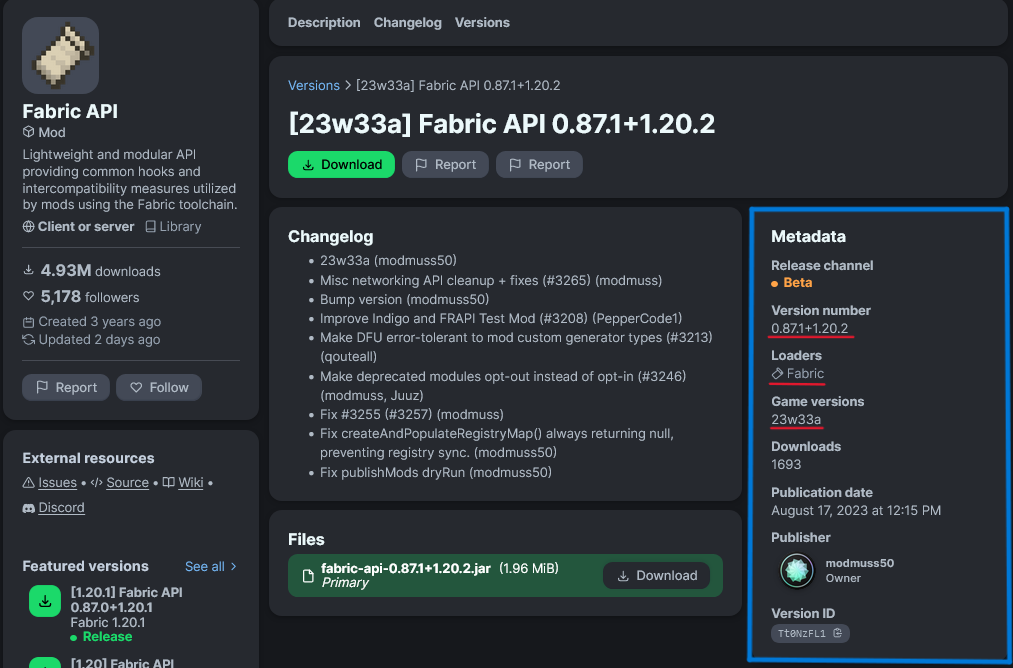 Fabric API
Mod
Lightweight and modular API
providing common hooks and
intercompatibility measures utilized
by mods using the Fabric toolchain.
Client or server Library
4.93M downloads
5,178 followers
Created 3 years ago
Updated 2 days ago
Report Follow
External resources
Issues • Source • Wiki •
Discord
Featured versions See all
[1.20.1] Fabric API
0.87.0+1.20.1
Fabric 1.20.1
• Release
[1.20] Fabric API
Description Changelog Versions
Versions > [23w33a] Fabric API 0.87.1+1.20.2
[23w33a] Fabric API 0.87.1+1.20.2
Download Report Report
Changelog
• 23w33a (modmuss50)
• Misc networking API cleanup + fixes (#3265) (modmuss)
• Bump version (modmuss50)
• Improve Indigo and FRAPI Test Mod (#3208) (PepperCode1)
• Make DFU error-tolerant to mod custom generator types (#3213)
(qouteall)
• Make deprecated modules opt-out instead of opt-in (#3246)
(modmuss, Juuz)
• Fix #3255 (#3257) (modmuss)
• Fix createAndPopulateRegistryMap() always returning null,
preventing registry sync. (modmuss50)
• Fix publishMods dryRun (modmuss50)
Files
fabric-api-0.87.1+1.20.2.jar (1.96 MiB)
Primary
Download
Metadata
Release channel
• Beta
Version number
0.87.1+1.20.2
Loaders
Fabric
Game versions
23w33a
Downloads
1693
Publication date
August 17, 2023 at 12:15 PM
Publisher
modmuss50
Owner
Version ID
Tt0NzFL1